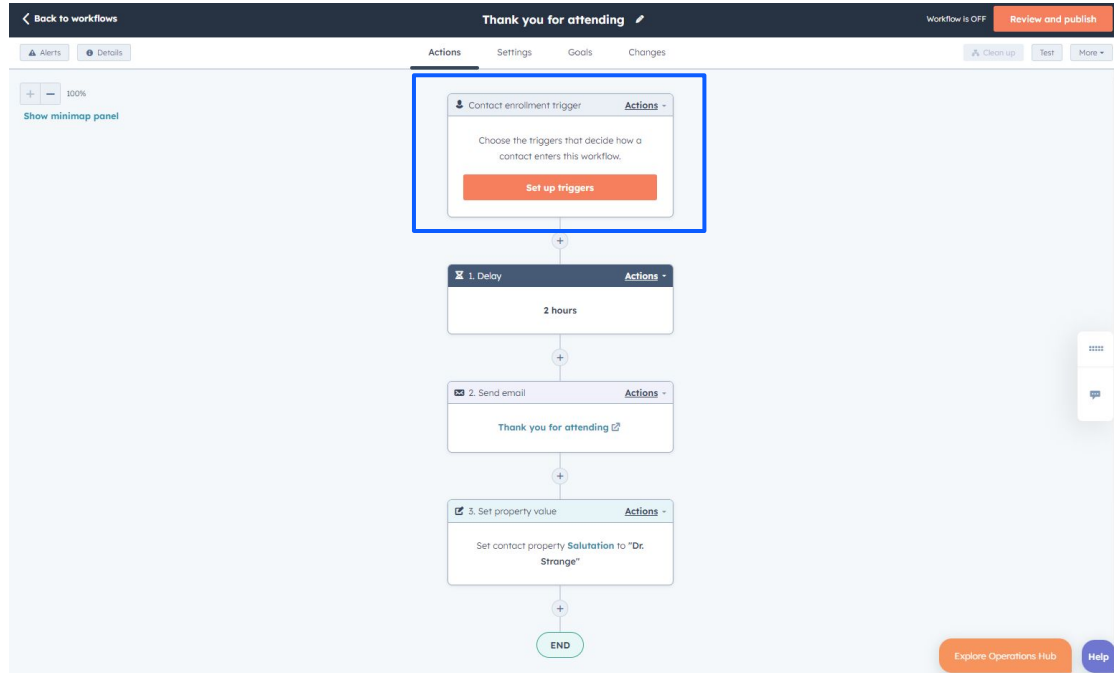 Back to workflows
Thank you for attending
Workflow is OFF
Review and publish
Alerts
Details
Actions
Settings
Goals
Changes
Clean up
Test
More
100%
Show minimap panel
Contact enrollment trigger
Actions
Choose the triggers that decide how a
contact enters this workflow.
Set up triggers
1. Delay
Actions
2 hours
2. Send email
Actions
Thank you for attending
3. Set property value
Actions
Set contact property Salutation to "Dr.
Strange"
END
Explore Operations Hub
Help